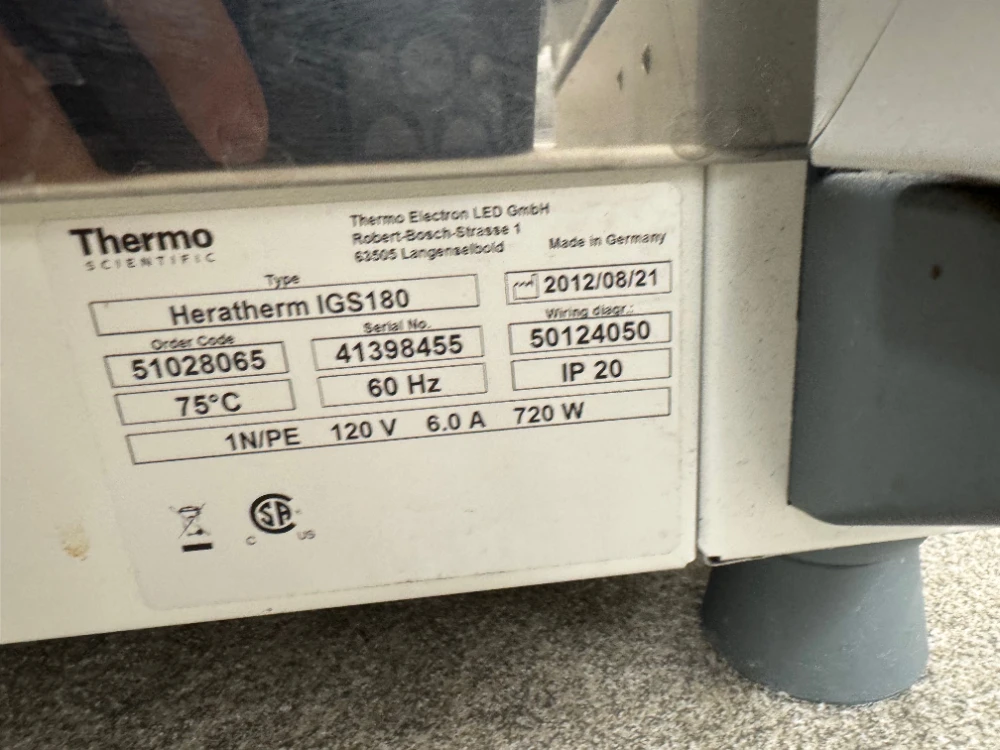 Thermo
SCIENTIFIC
Thermo Electron LED GmbH
Robert-Bosch-Strasse 1
63505 Langenselbold
Made in Germany
Type
Heratherm IGS180
2012/08/21
Order Code
Serial No.
Wiring diagr.:
51028065
41398455
50124050
75°C
60 Hz
IP 20
1N/PE 120 V 6.0 A 720 W
C SA US